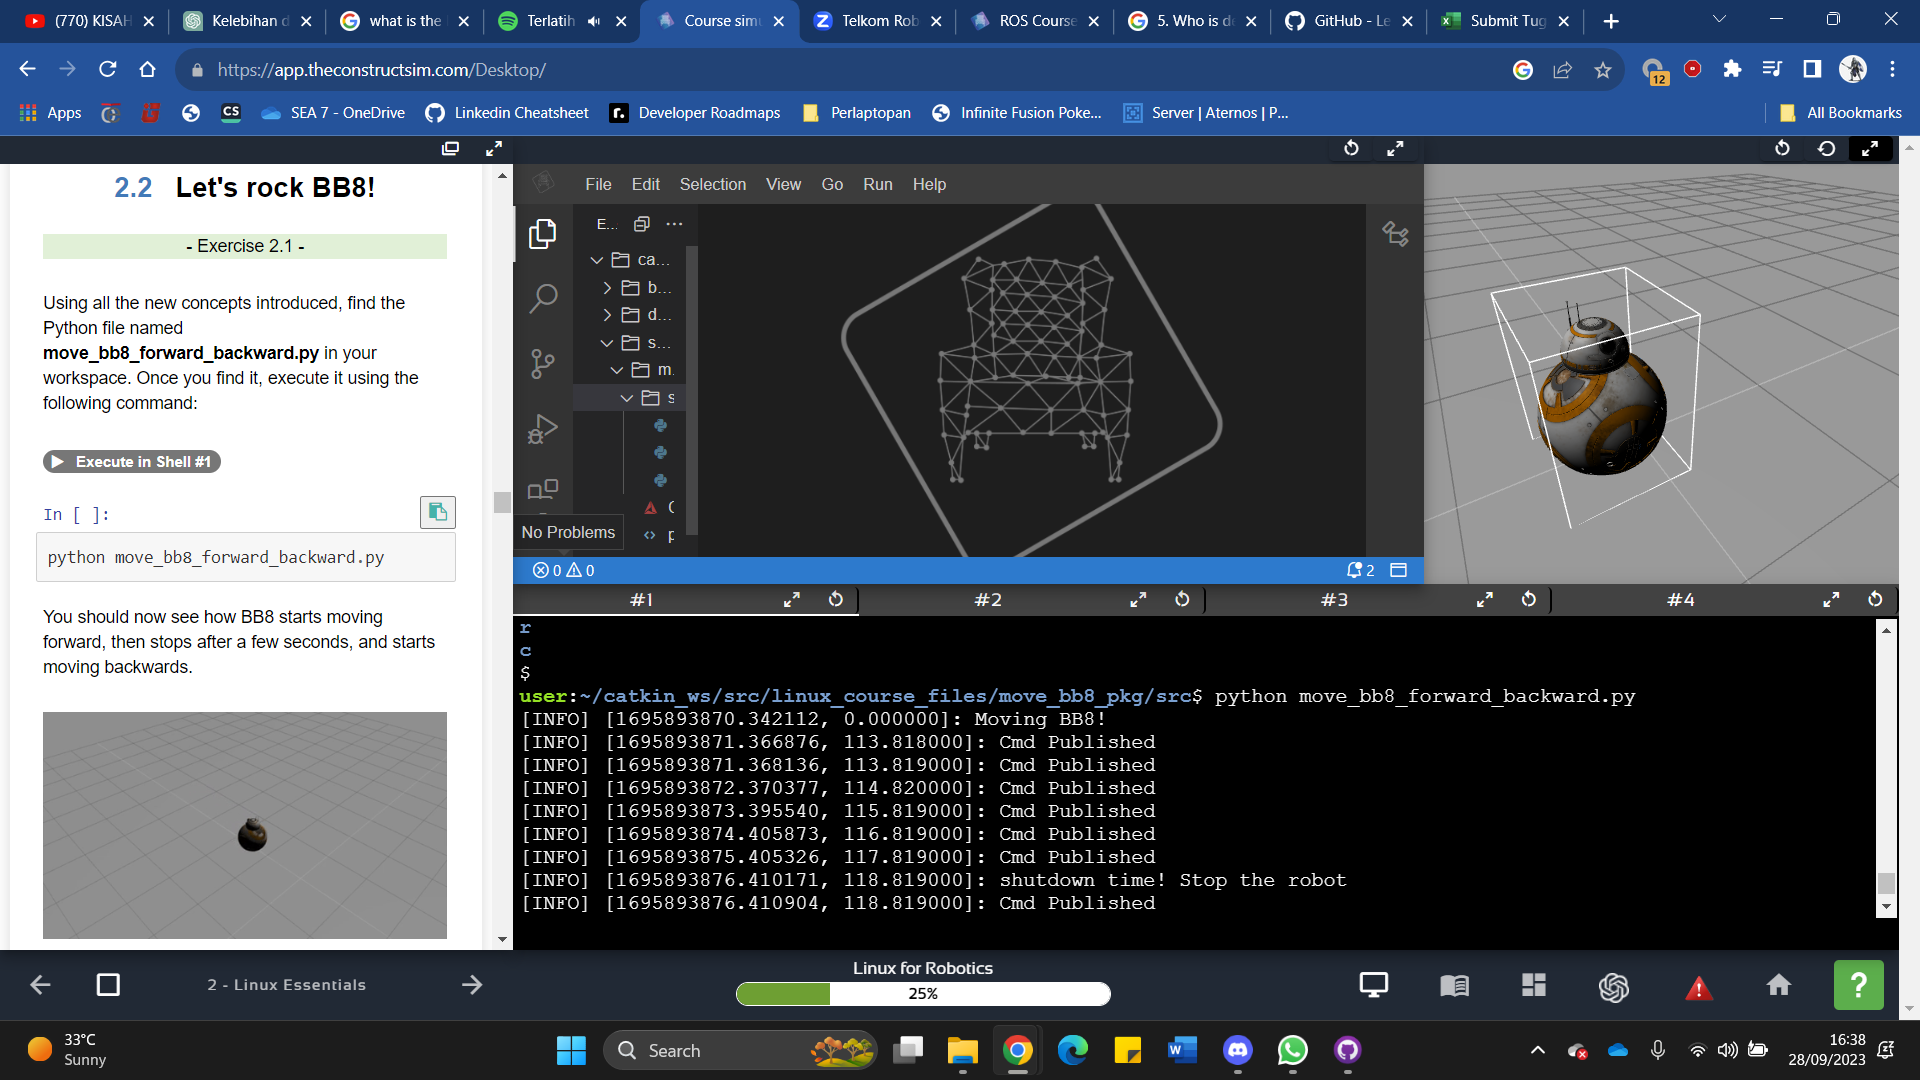 (770) KISAH
Kelebihan d
what is the
Terlatih
Course simu
Telkom Rob
ROS Course
5. Who is de
GitHub - Le
Submit Tug
https://app.theconstructsim.com/Desktop/
12
Apps
CS
SEA 7 - OneDrive
Linkedin Cheatsheet
r.
Developer Roadmaps
Perlaptopan
Infinite Fusion Poke...
Server | Aternos | P...
All Bookmarks
2.2 Let's rock BB8!
- Exercise 2.1 -
Using all the new concepts introduced, find the
Python file named
move_bb8_forward_backward.py in your
workspace. Once you find it, execute it using the
following command:
Execute in Shell #1
In [ ]:
python move_bb8_forward_backward.py
You should now see how BB8 starts moving
forward, then stops after a few seconds, and starts
moving backwards.
File Edit Selection View Go Run Help
E...
ca...
b...
d...
s...
m.
s
C
p
No Problems
0 0
2
#1 #2 #3 #4
r
c
$
user:~/catkin_ws/src/linux_course_files/move_bb8_pkg/src$ python move_bb8_forward_backward.py
[INFO] [1695893870.342112, 0.000000]: Moving BB8!
[INFO] [1695893871.366876, 113.818000]: Cmd Published
[INFO] [1695893871.368136, 113.819000]: Cmd Published
[INFO] [1695893872.370377, 114.820000]: Cmd Published
[INFO] [1695893873.395540, 115.819000]: Cmd Published
[INFO] [1695893874.405873, 116.819000]: Cmd Published
[INFO] [1695893875.405326, 117.819000]: Cmd Published
[INFO] [1695893876.410171, 118.819000]: shutdown time! Stop the robot
[INFO] [1695893876.410904, 118.819000]: Cmd Published
2 - Linux Essentials
Linux for Robotics
25%
?
33°C
Sunny
Search
16:38
28/09/2023